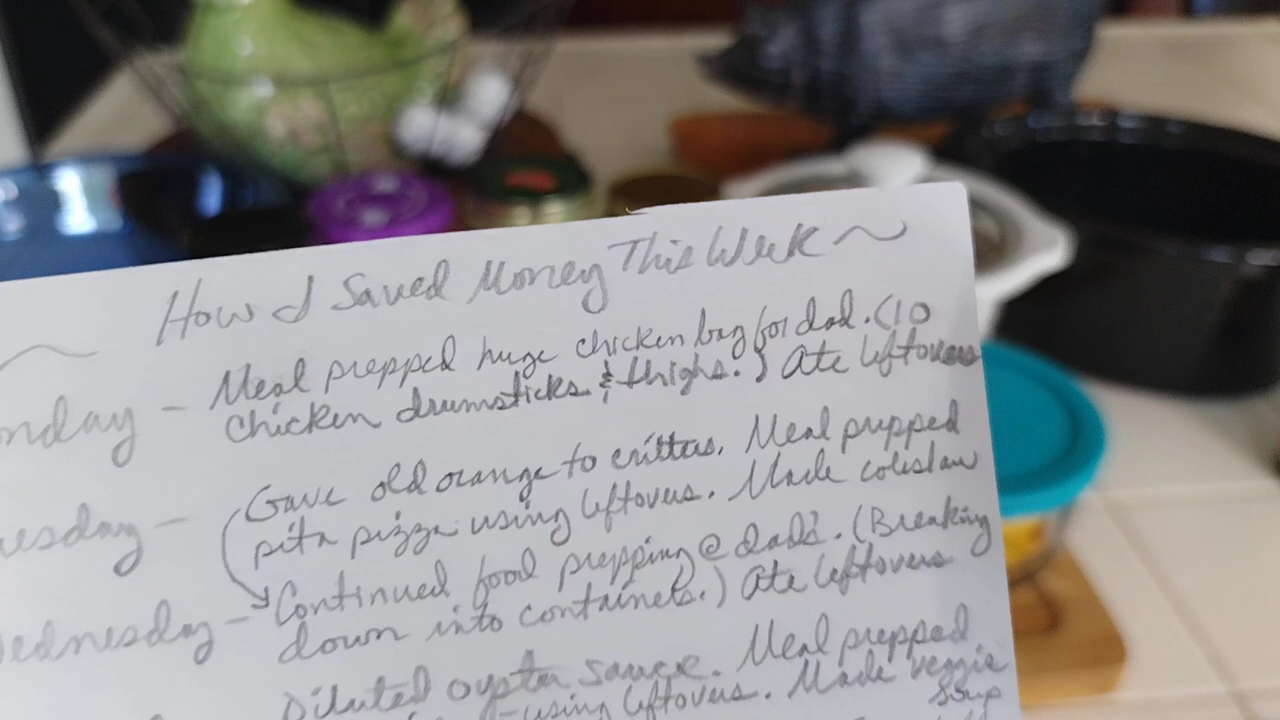 ~ How I Saved Money This Week ~
nday - Meal prepped huge chicken bag for dad. (10
chicken drumsticks & thighs.) Ate leftovers
uesday - Gave old orange to critters. Meal prepped
pita pizza using leftovers. Made coleslaw
ednesday - Continued food prepping @ dad's. (Breaking
down into containers.) Ate leftovers
Diluted oyster sauce. Meal prepped
-using leftovers. Made veggie
soup